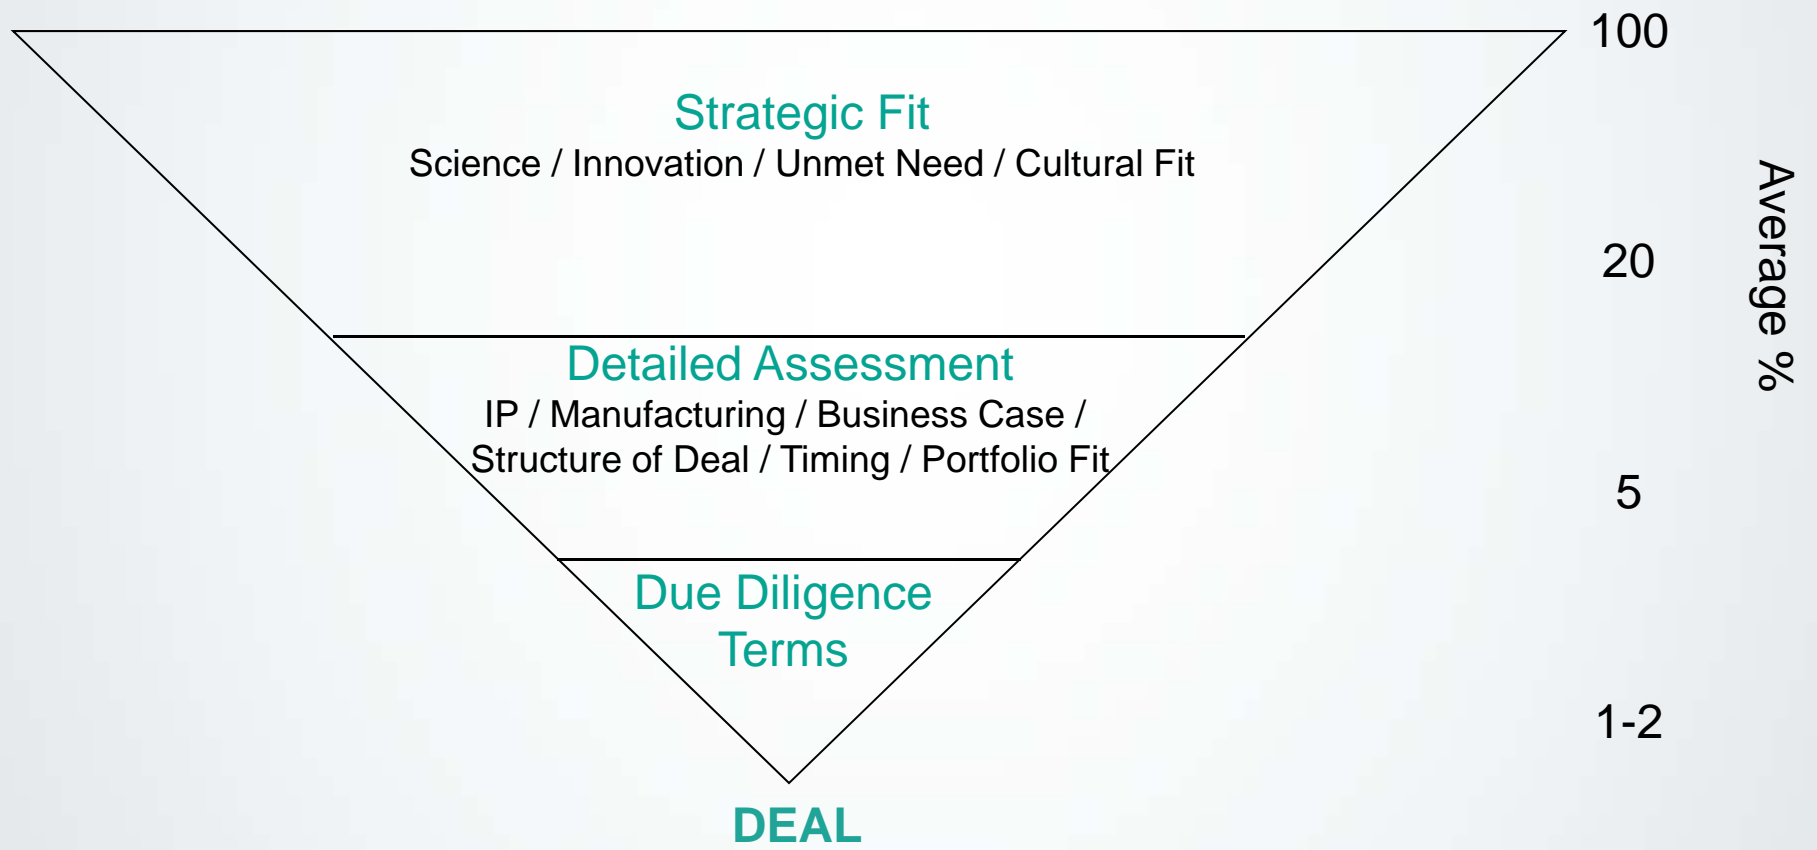 100
Strategic Fit
Science / Innovation / Unmet Need / Cultural Fit
20
Detailed Assessment
IP / Manufacturing / Business Case /
Structure of Deal / Timing / Portfolio Fit
5
Due Diligence
Terms
1-2
DEAL
Average %